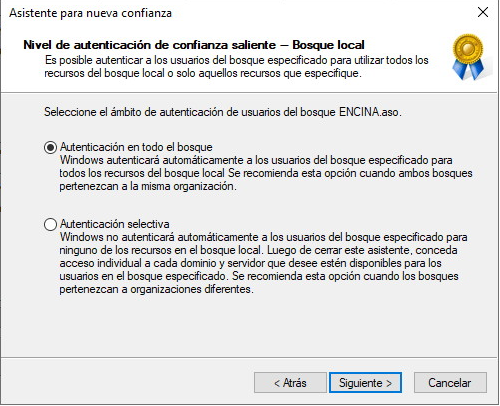 Asistente para nueva confianza
Nivel de autenticación de confianza saliente – Bosque local
Es posible autenticar a los usuarios del bosque especificado para utilizar todos los
recursos del bosque local o solo aquellos recursos que especifique.
Seleccione el ámbito de autenticación de usuarios del bosque ENCINA.aso.
Autenticación en todo el bosque
Windows autenticará automáticamente a los usuarios del bosque especificado para
todos los recursos del bosque local Se recomienda esta opción cuando ambos bosques
pertenezcan a la misma organización.
Autenticación selectiva
Windows no autenticará automáticamente a los usuarios del bosque especificado para
ninguno de los recursos en el bosque local. Luego de cerrar este asistente, conceda
acceso individual a cada dominio y servidor que desee estén disponibles para los
usuarios en el bosque especificado. Se recomienda esta opción cuando los bosques
pertenezcan a organizaciones diferentes.
< Atrás Siguiente > Cancelar